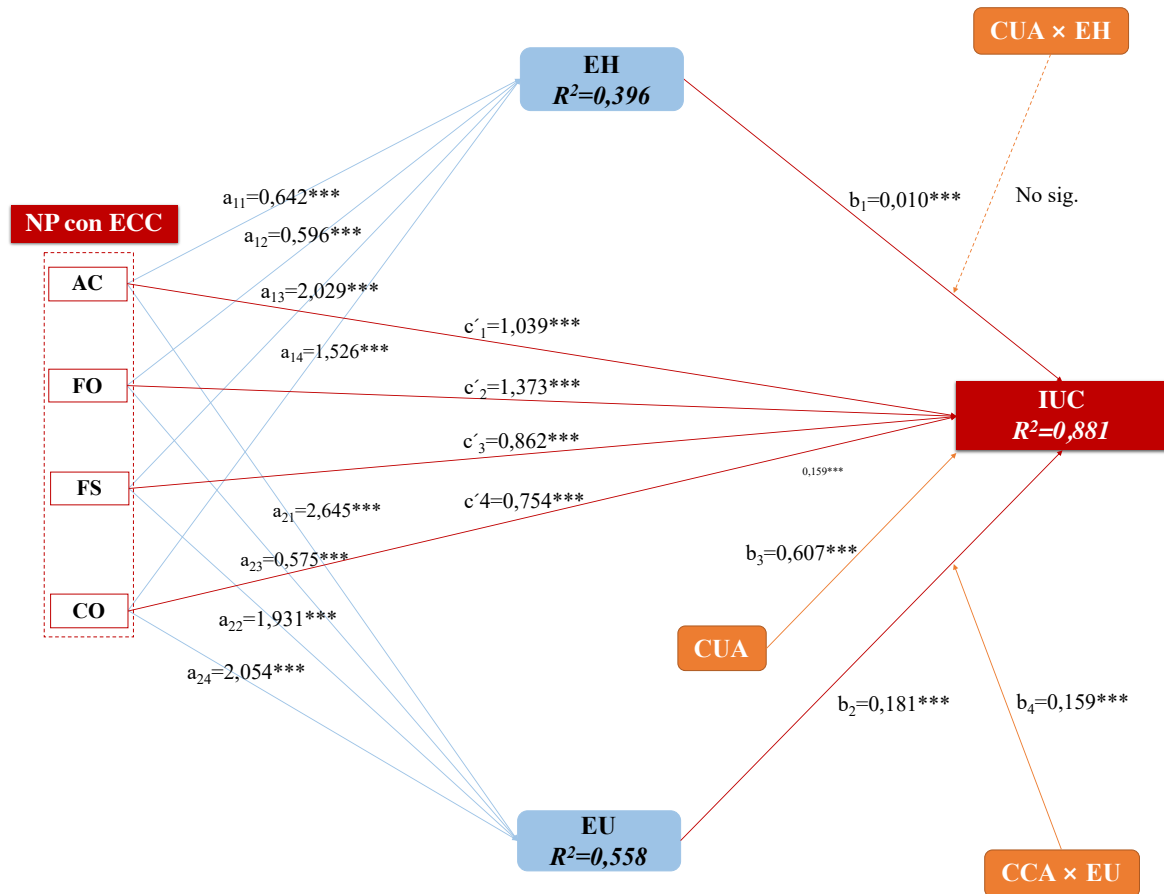 CUA × EH
EH
R²=0,396
a₁₁=0,642***
b₁=0,010***
No sig.
NP con ECC
a₁₂=0,596***
AC
a₁₃=2,029***
c´₁=1,039***
a₁₄=1,526***
FO
c´₂=1,373***
IUC
R²=0,881
c´₃=0,862***
0,159***
FS
c´4=0,754***
a₂₁=2,645***
b₃=0,607***
a₂₃=0,575***
CO
a₂₂=1,931***
CUA
a₂₄=2,054***
b₂=0,181***
b₄=0,159***
EU
R²=0,558
CCA × EU